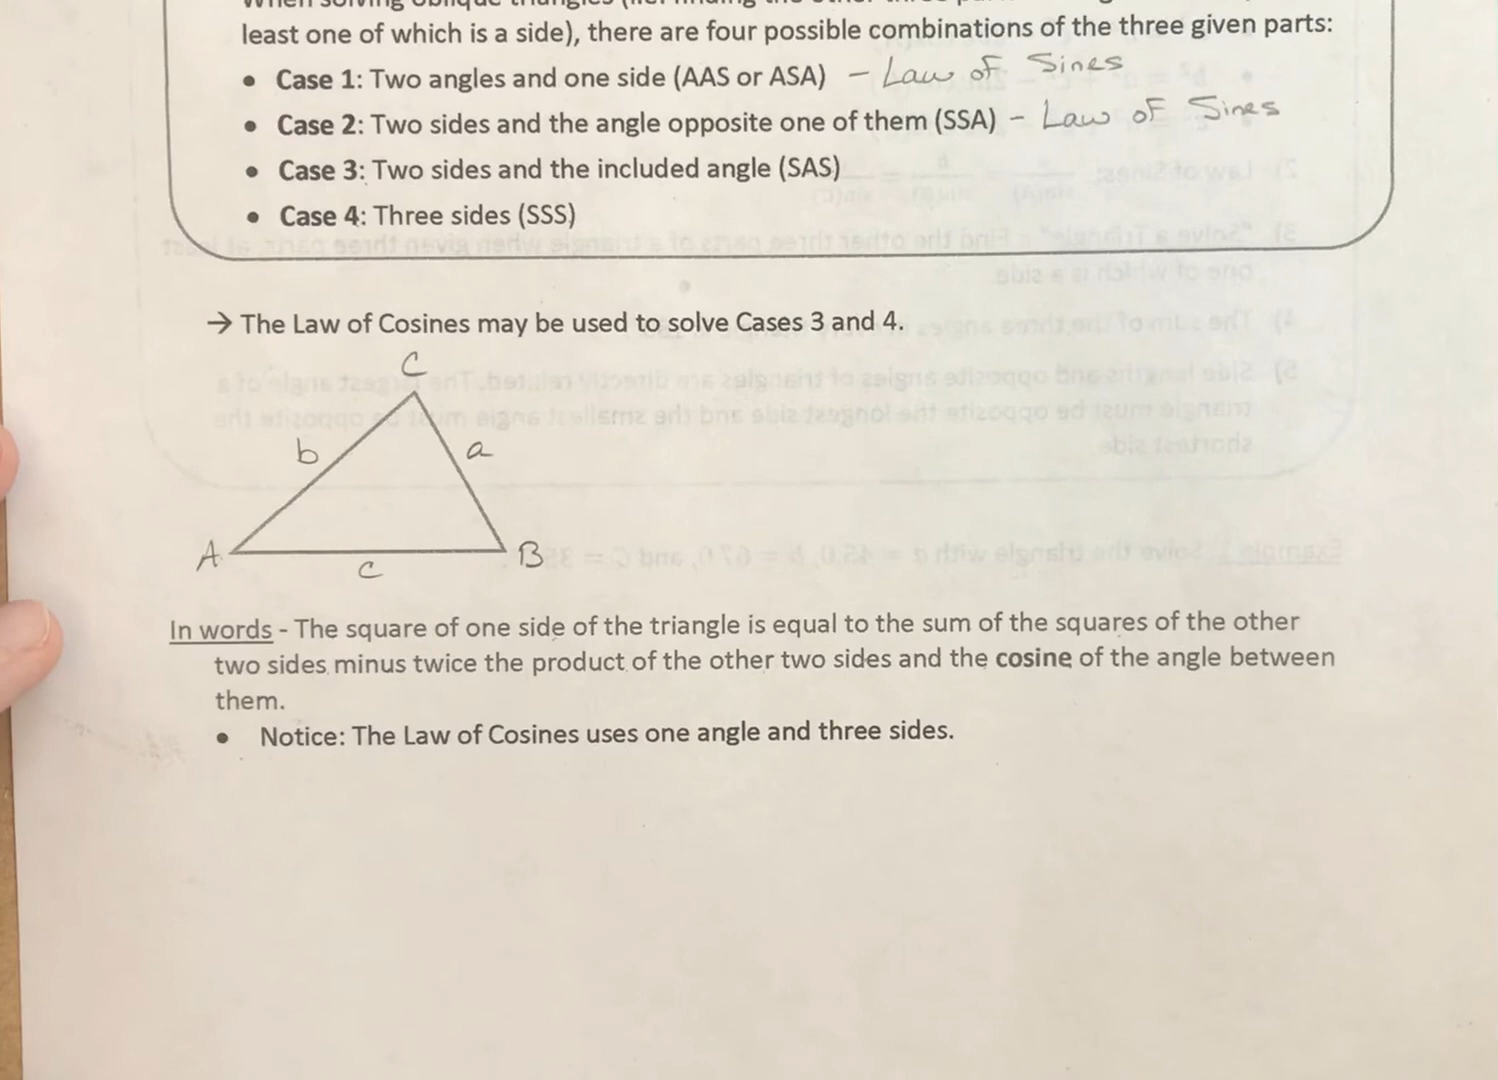 least one of which is a side), there are four possible combinations of the three given parts:
• Case 1: Two angles and one side (AAS or ASA) – Law of Sines
• Case 2: Two sides and the angle opposite one of them (SSA) – Law of Sines
• Case 3: Two sides and the included angle (SAS)
• Case 4: Three sides (SSS)
→ The Law of Cosines may be used to solve Cases 3 and 4.
C
b a
A B
c
In words - The square of one side of the triangle is equal to the sum of the squares of the other
two sides minus twice the product of the other two sides and the cosine of the angle between
them.
• Notice: The Law of Cosines uses one angle and three sides.